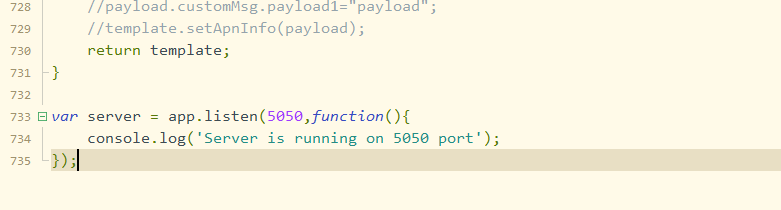 728 //payload.customMsg.payload1="payload";
729 //template.setApnInfo(payload);
730 return template;
731 }
732
733 var server = app.listen(5050,function(){
734 console.log('Server is running on 5050 port');
735 });